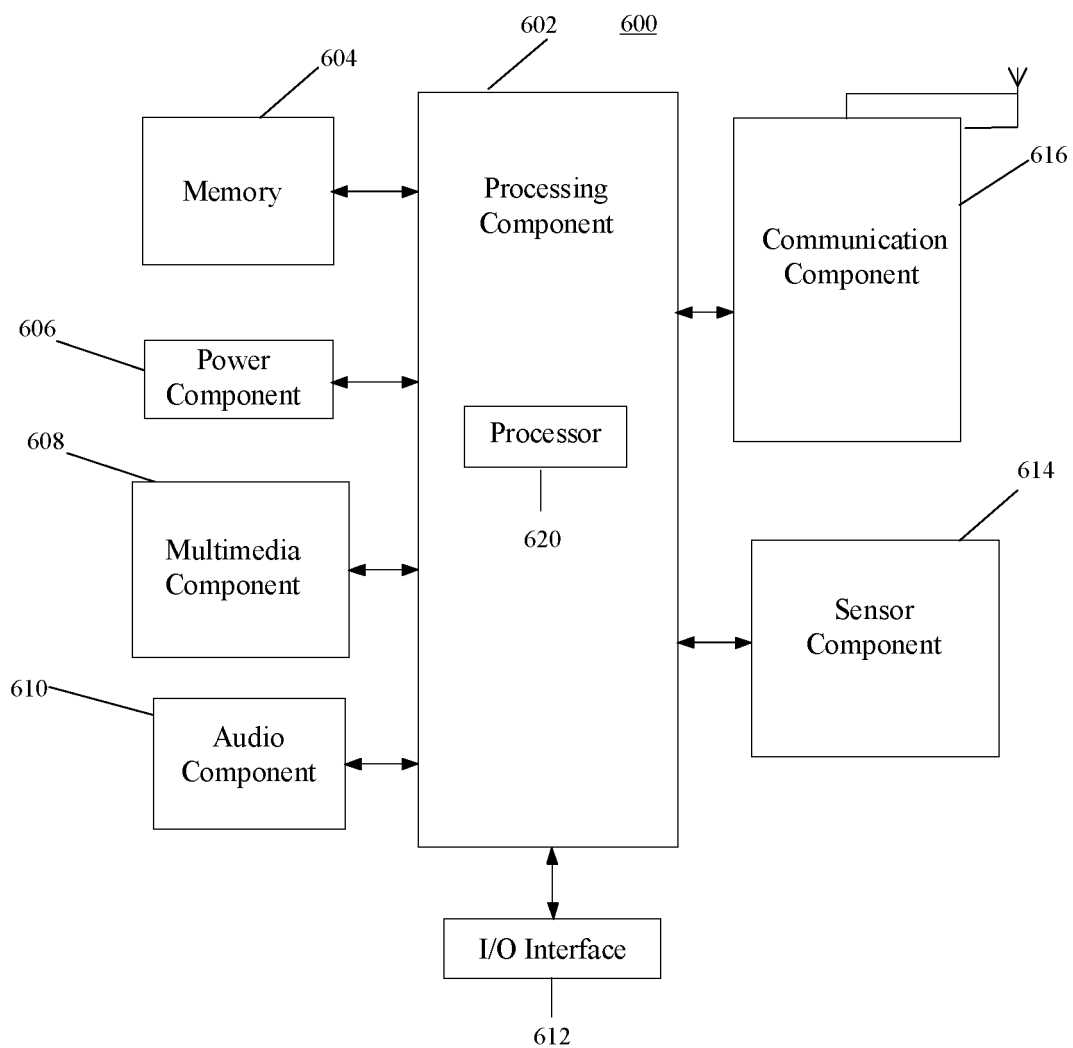 602
600
604
616
Memory
Processing
Component
Communication
Component
606
Power
Component
608
Processor
620
614
Multimedia
Component
Sensor
Component
610
Audio
Component
I/O Interface
612